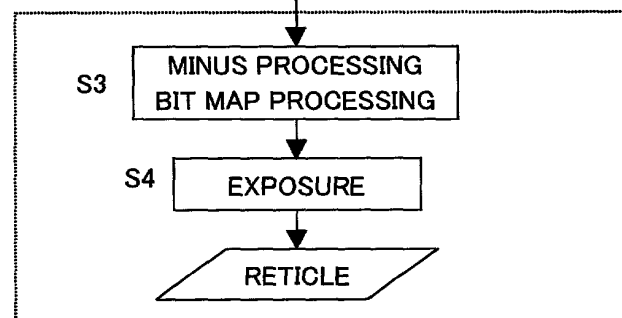 S3
MINUS PROCESSING
BIT MAP PROCESSING
S4
EXPOSURE
RETICLE